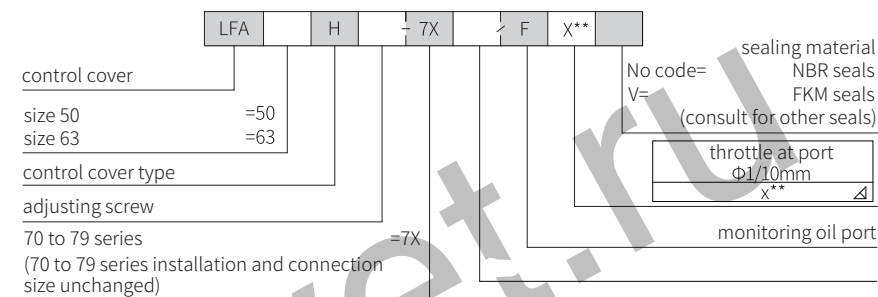 LFA H - 7X / F X**
sealing material
No code= NBR seals
V= FKM seals
(consult for other seals)
control cover
size 50 =50
size 63 =63
throttle at port
Φ1/10mm
x**
control cover type
adjusting screw
70 to 79 series =7X
monitoring oil port
(70 to 79 series installation and connection
size unchanged)
et.ru